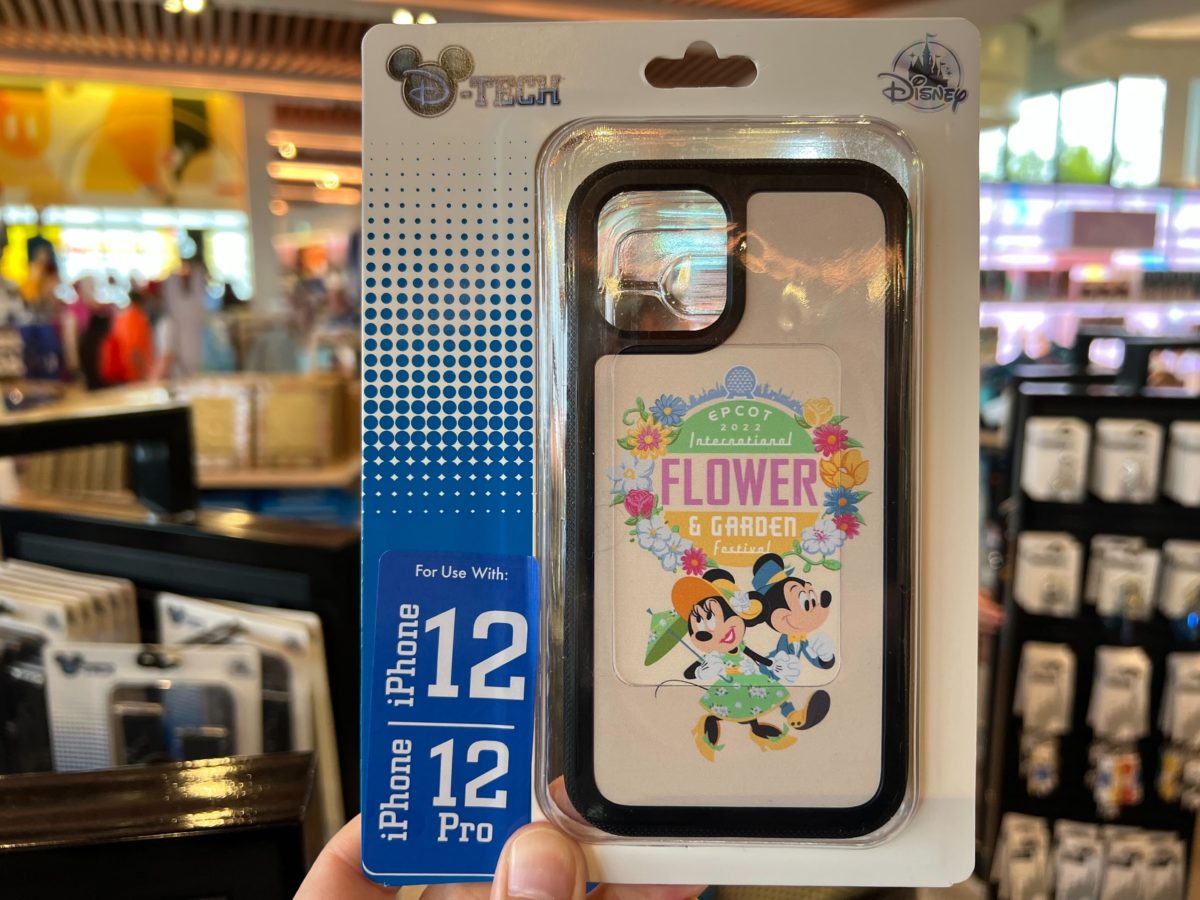 D-TECH
Disney
EPCOT
2022
International
FLOWER
& GARDEN
Festival
For Use With:
iPhone 12
iPhone 12 Pro